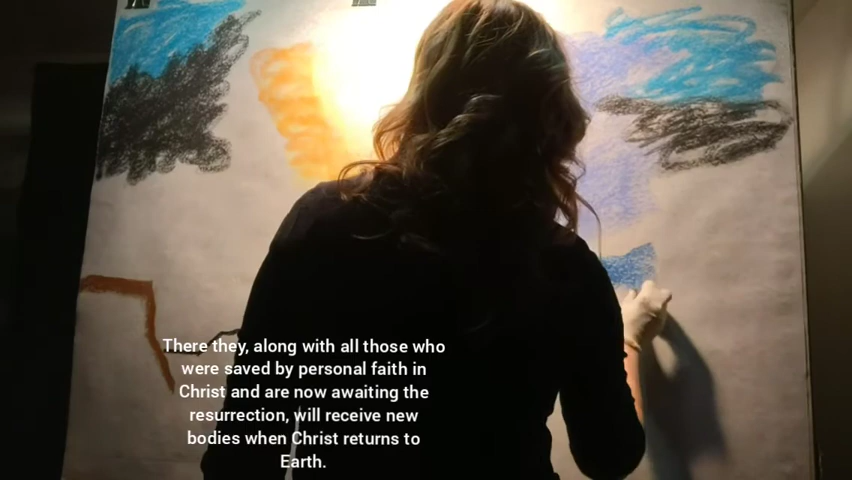 There they, along with all those who
were saved by personal faith in
Christ and are now awaiting the
resurrection, will receive new
bodies when Christ returns to
Earth.